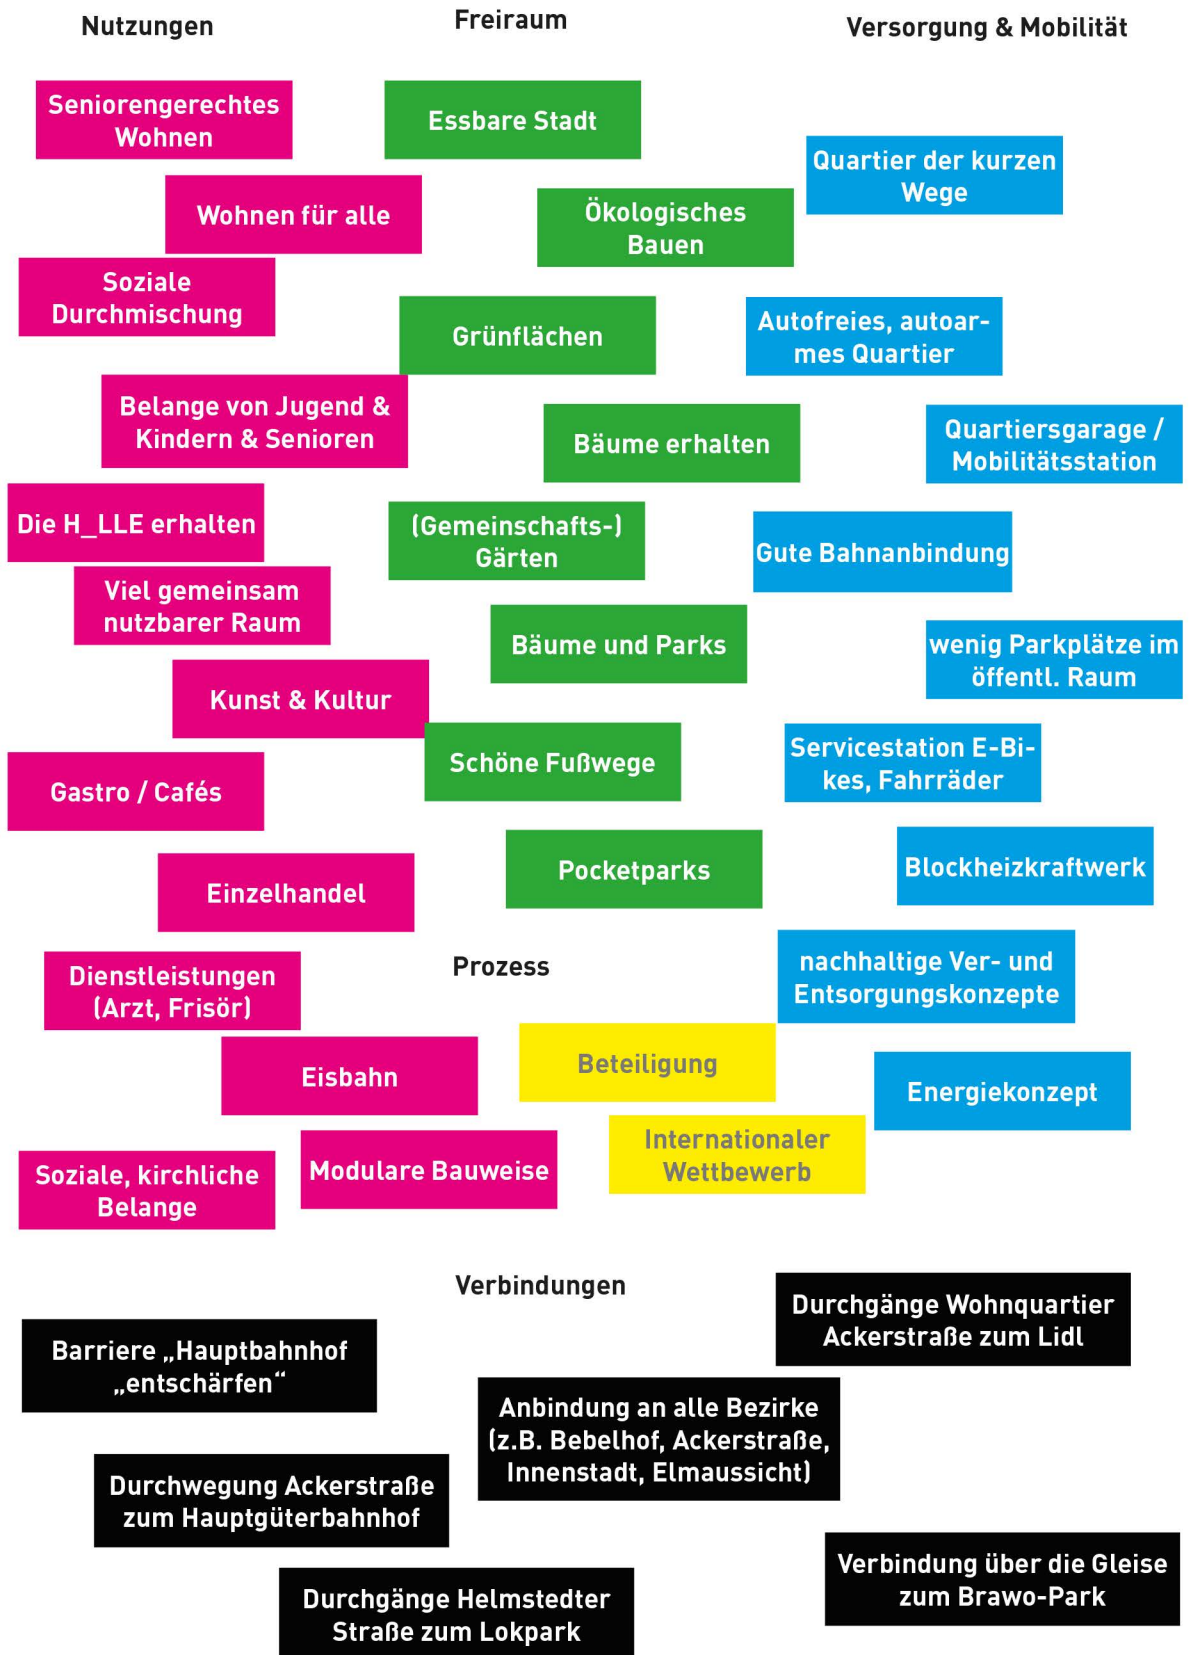 Nutzungen
Seniorengerechtes
Wohnen
Wohnen für alle
Soziale
Durchmischung
Belange von Jugend &
Kindern & Senioren
Die H_LLE erhalten
Viel gemeinsam
nutzbarer Raum
Kunst & Kultur
Gastro / Cafés
Einzelhandel
Dienstleistungen
(Arzt, Frisör)
Eisbahn
Modulare Bauweise
Soziale, kirchliche
Belange
Freiraum
Essbare Stadt
Ökologisches
Bauen
Grünflächen
Bäume erhalten
(Gemeinschafts-)
Gärten
Bäume und Parks
Schöne Fußwege
Pocketparks
Versorgung & Mobilität
Quartier der kurzen
Wege
Autofreies, autoar-
mes Quartier
Quartiersgarage /
Mobilitätsstation
Gute Bahnanbindung
wenig Parkplätze im
öffentl. Raum
Servicestation E-Bi-
kes, Fahrräder
Blockheizkraftwerk
nachhaltige Ver- und
Entsorgungskonzepte
Energiekonzept
Prozess
Beteiligung
Internationaler
Wettbewerb
Verbindungen
Durchgänge Wohnquartier
Ackerstraße zum Lidl
Barriere „Hauptbahnhof
„entschärfen“
Anbindung an alle Bezirke
(z.B. Bebelhof, Ackerstraße,
Innenstadt, Elmaussicht)
Durchwegung Ackerstraße
zum Hauptgüterbahnhof
Verbindung über die Gleise
zum Brawo-Park
Durchgänge Helmstedter
Straße zum Lokpark